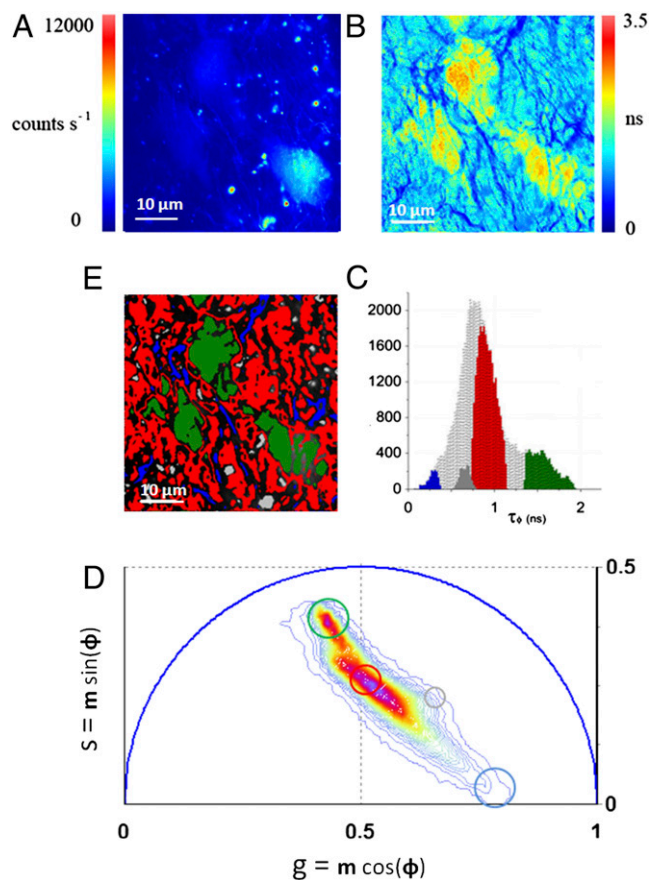 A
12000
counts s⁻¹
0
10 µm
B
3.5
ns
0
10 µm
E
10 µm
C
2000
1600
1200
800
400
0
0
1
2
τϕ (ns)
D
0.5
0
s = m sin(ϕ)
0
0.5
1
g = m cos(ϕ)